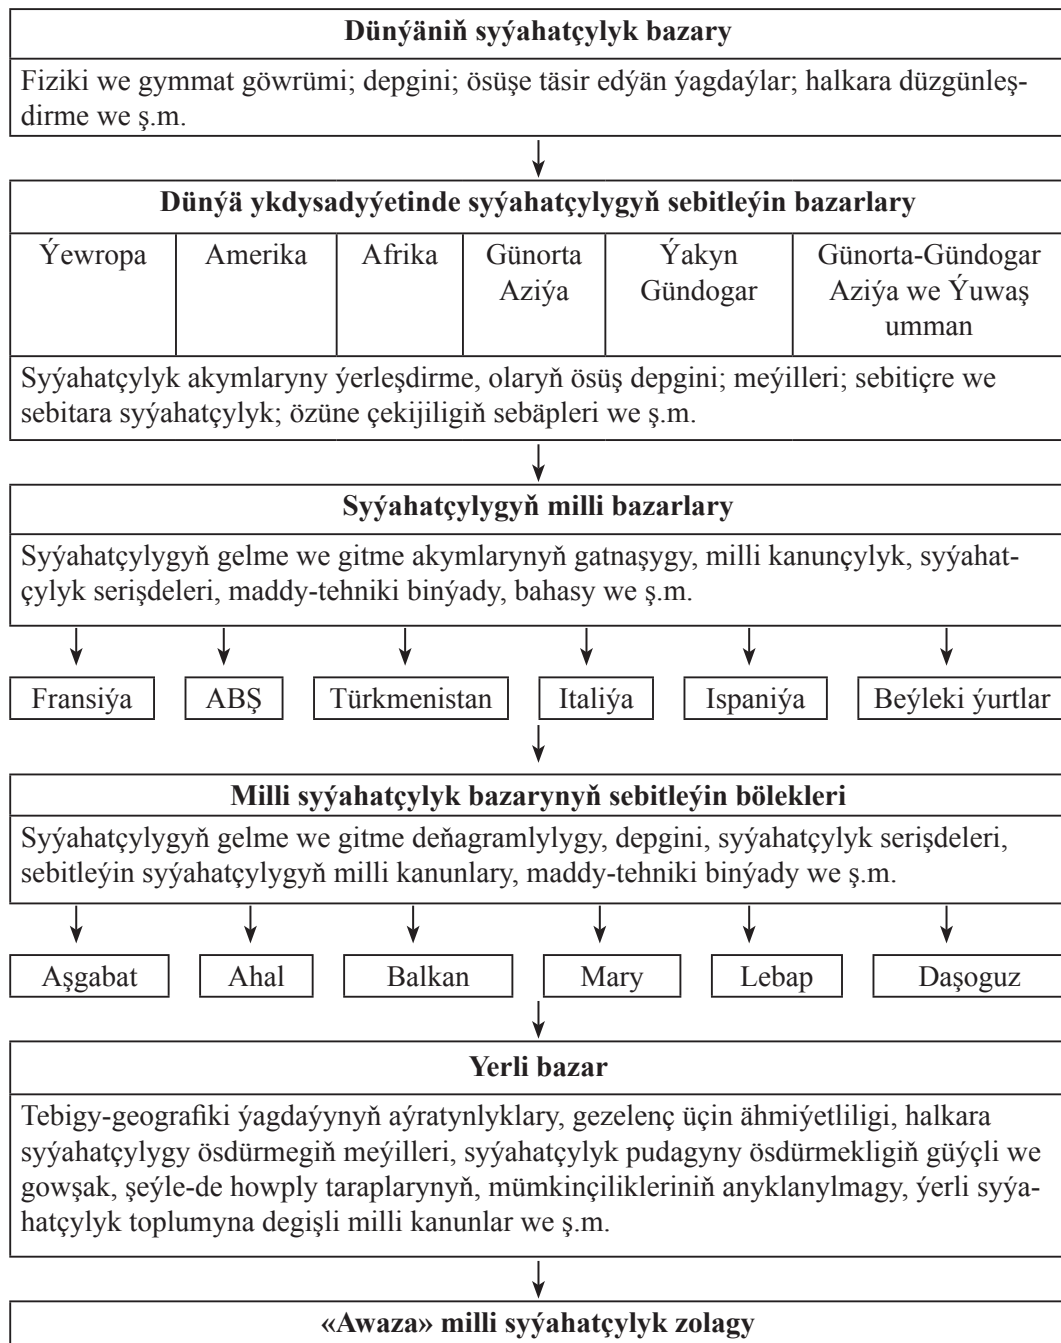 Dünýäniň syýahatçylyk bazary
Fiziki we gymmat göwrümi; depgini; ösüşe täsir edýän ýagdaýlar; halkara düzgünleş-
dirme we ş.m.
Dünýä ykdysadyýetinde syýahatçylygyň sebitleýin bazarlary
Ýewropa
Amerika
Afrika
Günorta
Aziýa
Ýakyn
Gündogar
Günorta-Gündogar
Aziýa we Ýuwaş
umman
Syýahatçylyk akymlaryny ýerleşdirme, olaryň ösüş depgini; meýilleri; sebitiçre we
sebitara syýahatçylyk; özüne çekijiligiň sebäpleri we ş.m.
Syýahatçylygyň milli bazarlary
Syýahatçylygyň gelme we gitme akymlarynyň gatnaşygy, milli kanunçylyk, syýahat-
çylyk serişdeleri, maddy-tehniki binýady, bahasy we ş.m.
Fransiýa
ABŞ
Türkmenistan
Italiýa
Ispaniýa
Beýleki ýurtlar
Milli syýahatçylyk bazarynyň sebitleýin bölekleri
Syýahatçylygyň gelme we gitme deňagramlylygy, depgini, syýahatçylyk serişdeleri,
sebitleýin syýahatçylygyň milli kanunlary, maddy-tehniki binýady we ş.m.
Aşgabat
Ahal
Balkan
Mary
Lebap
Daşoguz
Yerli bazar
Tebigy-geografiki ýagdaýynyň aýratynlyklary, gezelenç üçin ähmiýetliligi, halkara
syýahatçylygy ösdürmegiň meýilleri, syýahatçylyk pudagyny ösdürmekligiň güýçli we
gowşak, şeýle-de howply taraplarynyň, mümkinçilikleriniň anyklanylmagy, ýerli syýa-
hatçylyk toplumyna degişli milli kanunlar we ş.m.
«Awaza» milli syýahatçylyk zolagy